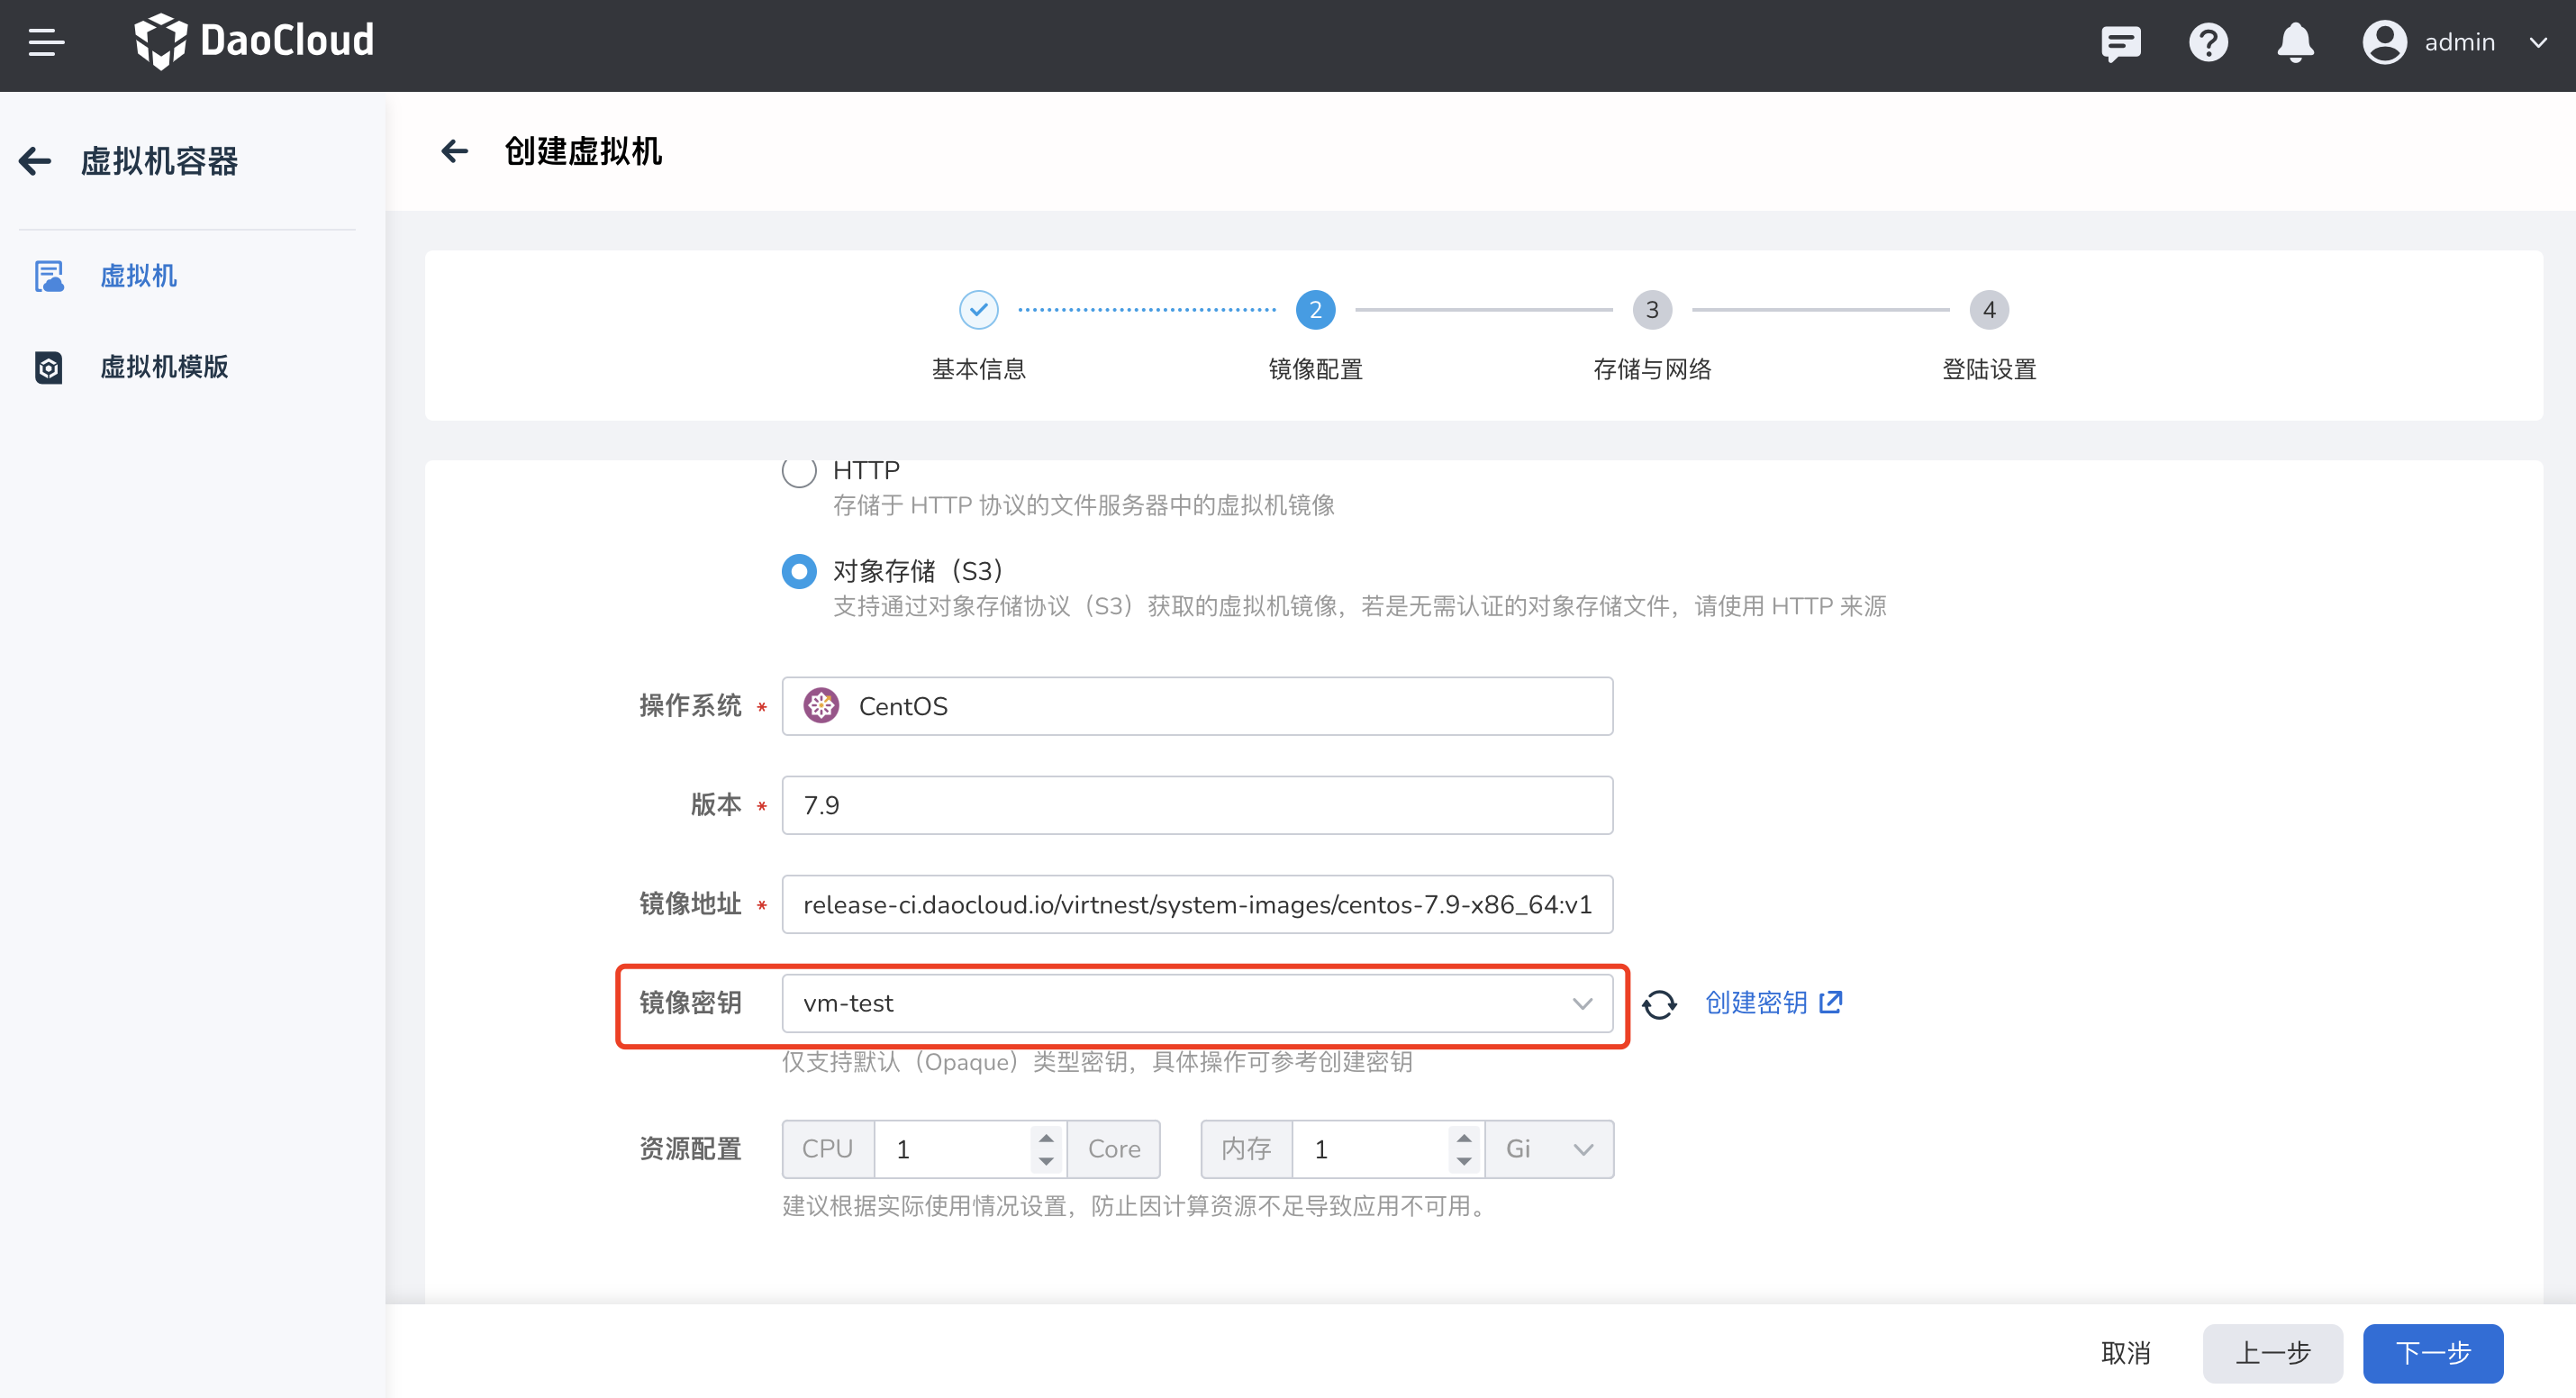 DaoCloud
admin
虚拟机容器
虚拟机
虚拟机模版
创建虚拟机
2
3
4
基本信息
镜像配置
存储与网络
登陆设置
HTTP
存储于 HTTP 协议的文件服务器中的虚拟机镜像
对象存储（S3）
支持通过对象存储协议（S3）获取的虚拟机镜像，若是无需认证的对象存储文件，请使用 HTTP 来源
操作系统 * CentOS
版本 * 7.9
镜像地址 * release-ci.daocloud.io/virtnest/system-images/centos-7.9-x86_64:v1
镜像密钥 vm-test 创建密钥
仅支持默认（Opaque）类型密钥，具体操作可参考创建密钥
资源配置 CPU 1 Core 内存 1 Gi
建议根据实际使用情况设置，防止因计算资源不足导致应用不可用。
取消 上一步 下一步